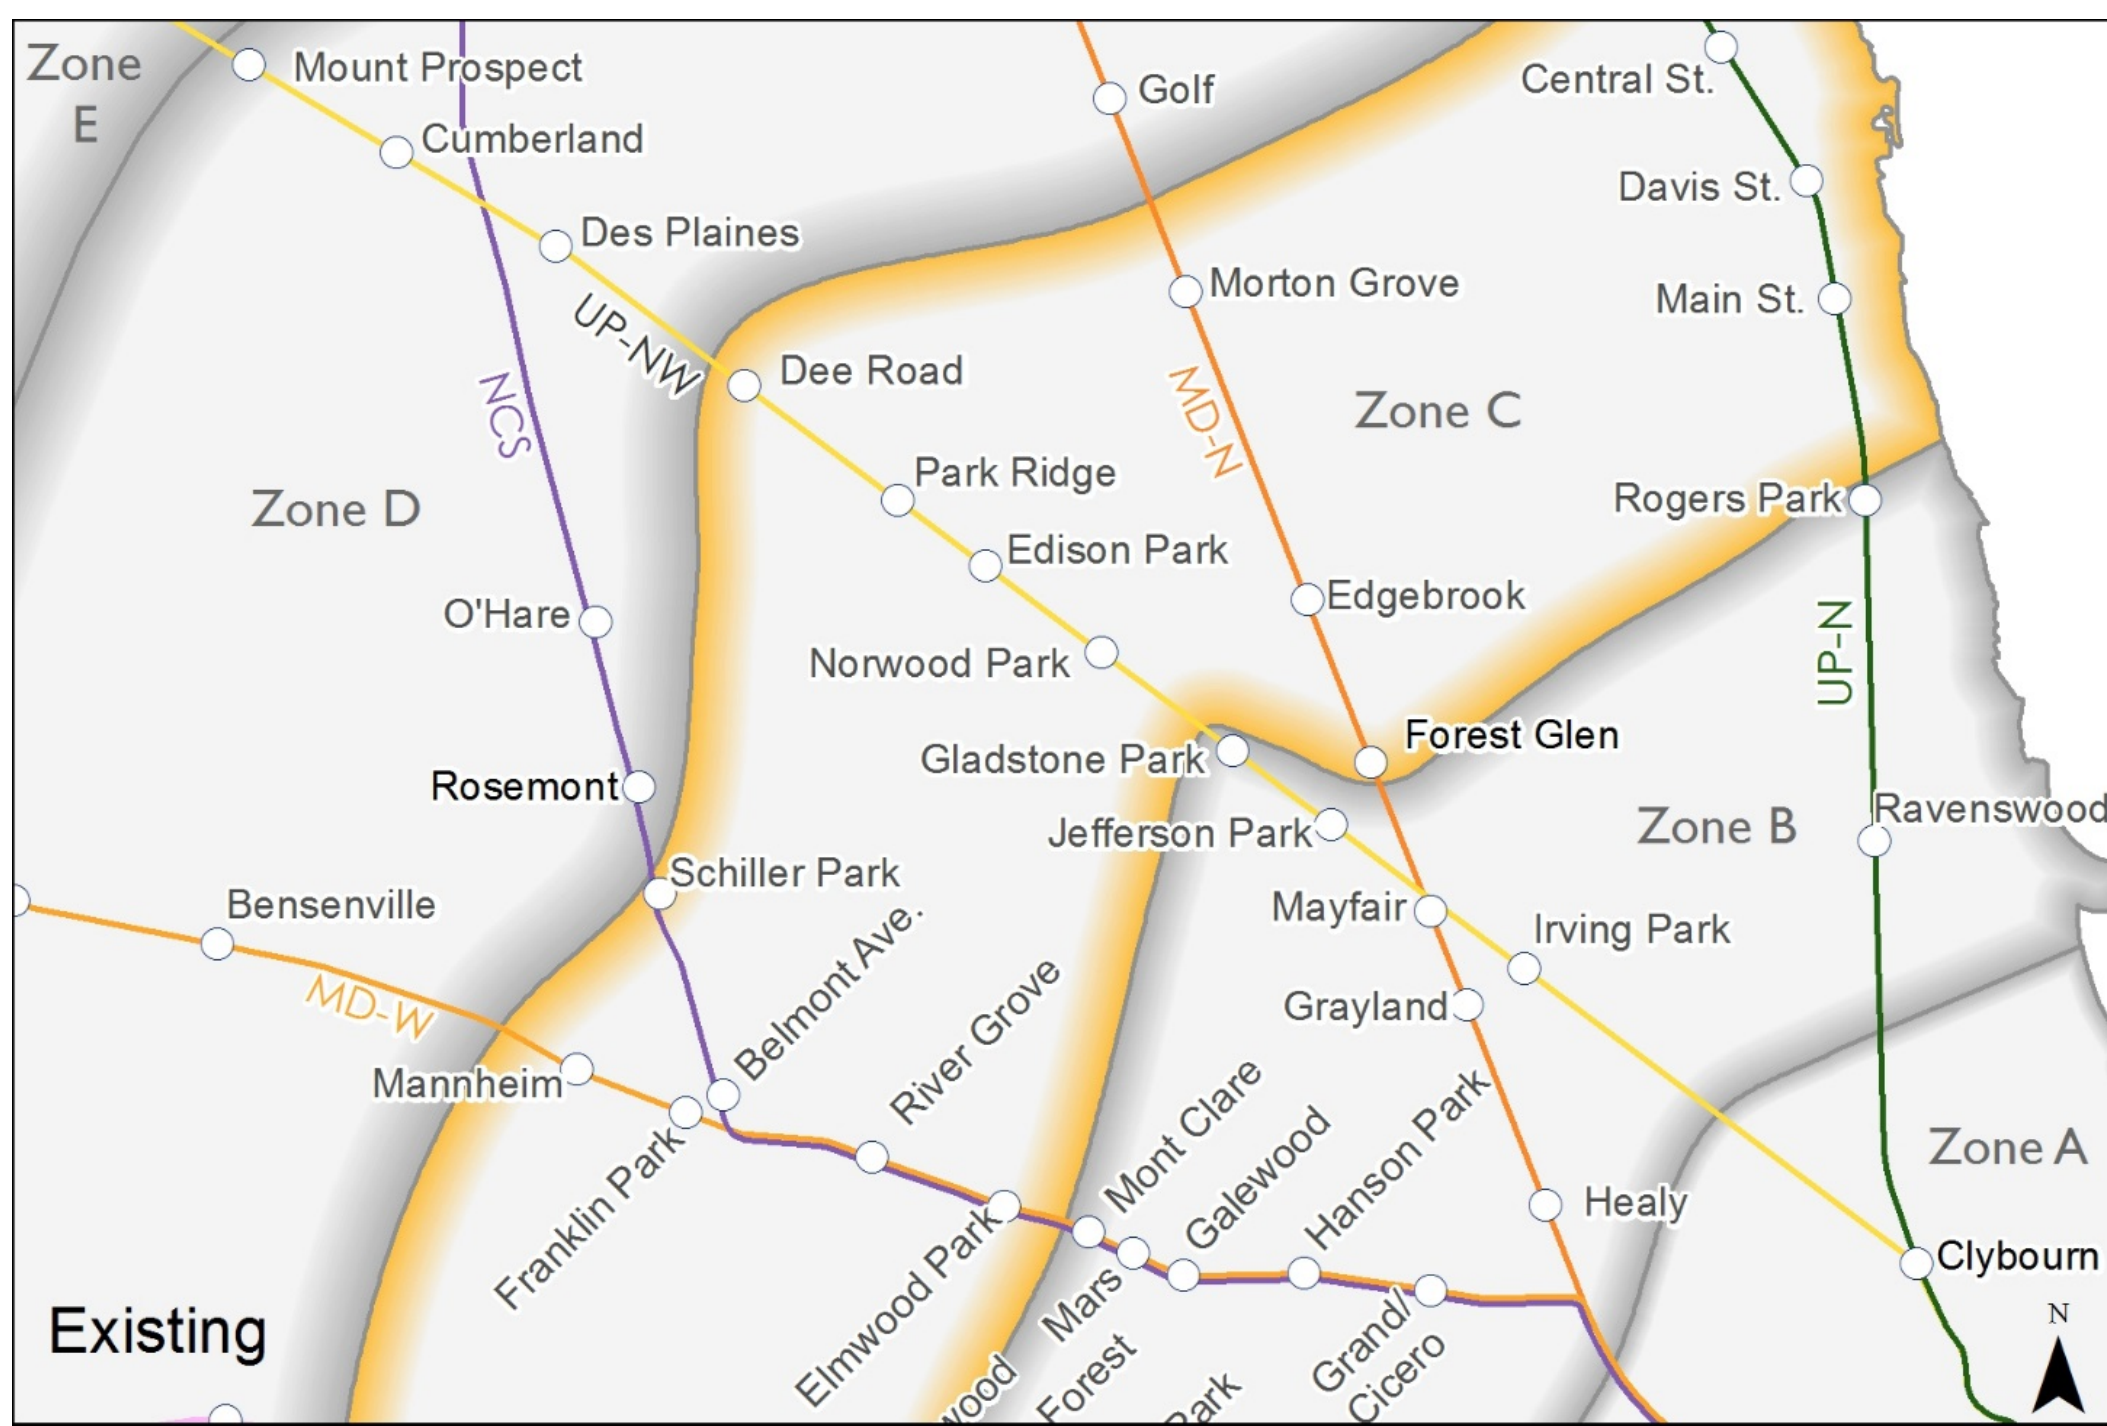 Zone
E
Mount Prospect
Cumberland
Des Plaines
UP-NW
NCS
Golf
Central St.
Davis St.
Main St.
Morton Grove
Dee Road
MD-N
Zone C
Park Ridge
Zone D
Rogers Park
Edison Park
O'Hare
Edgebrook
UP-N
Norwood Park
Forest Glen
Gladstone Park
Rosemont
Jefferson Park
Zone B
Ravenswood
Schiller Park
Bensenville
Mayfair
Irving Park
MD-W
Belmont Ave.
River Grove
Grayland
Mannheim
Mont Clare
Galewood
Hanson Park
Zone A
Franklin Park
Healy
Elmwood Park
Mars
Clybourn
Existing
Grand/
Cicero
wood
Forest
Park
N